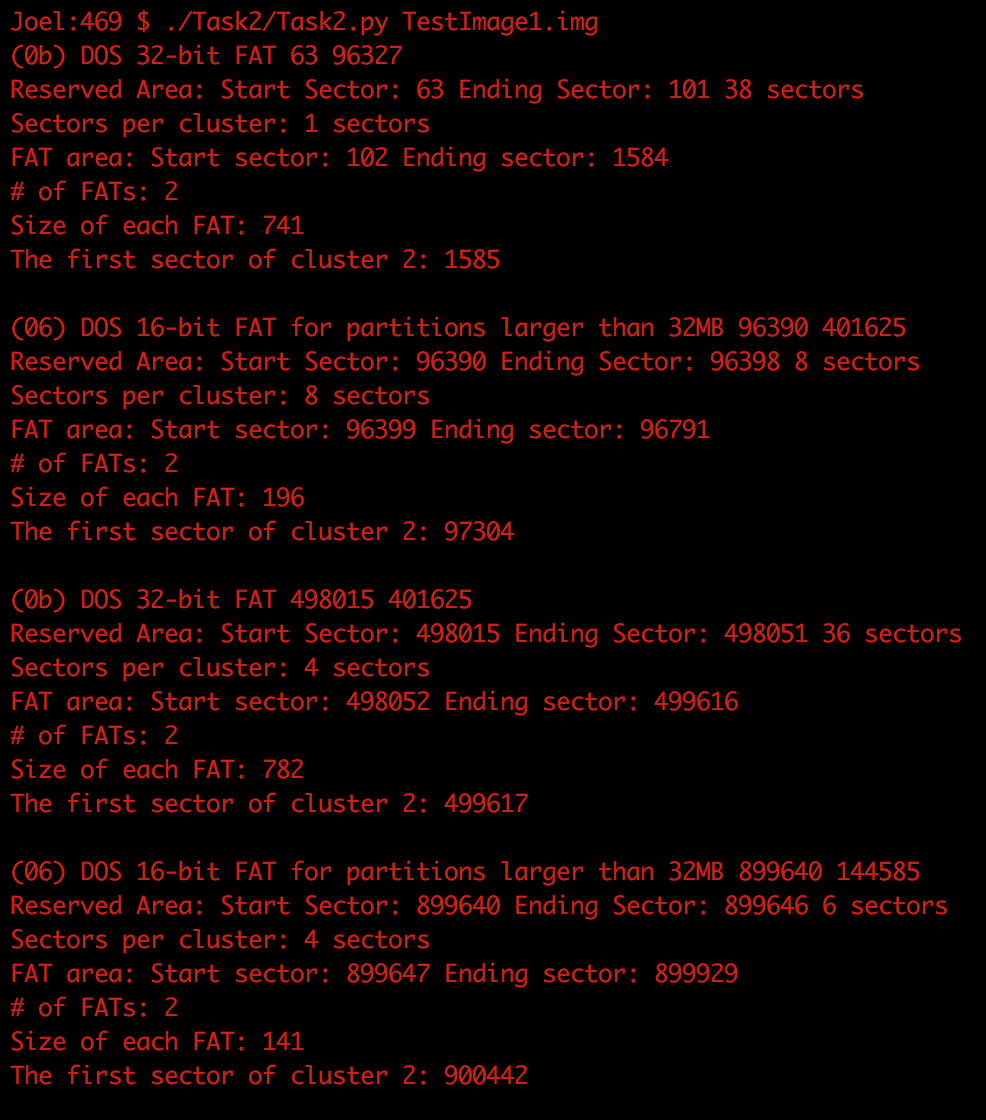 Joel:469 $ ./Task2/Task2.py TestImage1.img
(0b) DOS 32-bit FAT 63 96327
Reserved Area: Start Sector: 63 Ending Sector: 101 38 sectors
Sectors per cluster: 1 sectors
FAT area: Start sector: 102 Ending sector: 1584
# of FATs: 2
Size of each FAT: 741
The first sector of cluster 2: 1585
(06) DOS 16-bit FAT for partitions larger than 32MB 96390 401625
Reserved Area: Start Sector: 96390 Ending Sector: 96398 8 sectors
Sectors per cluster: 8 sectors
FAT area: Start sector: 96399 Ending sector: 96791
# of FATs: 2
Size of each FAT: 196
The first sector of cluster 2: 97304
(0b) DOS 32-bit FAT 498015 401625
Reserved Area: Start Sector: 498015 Ending Sector: 498051 36 sectors
Sectors per cluster: 4 sectors
FAT area: Start sector: 498052 Ending sector: 499616
# of FATs: 2
Size of each FAT: 782
The first sector of cluster 2: 499617
(06) DOS 16-bit FAT for partitions larger than 32MB 899640 144585
Reserved Area: Start Sector: 899640 Ending Sector: 899646 6 sectors
Sectors per cluster: 4 sectors
FAT area: Start sector: 899647 Ending sector: 899929
# of FATs: 2
Size of each FAT: 141
The first sector of cluster 2: 900442